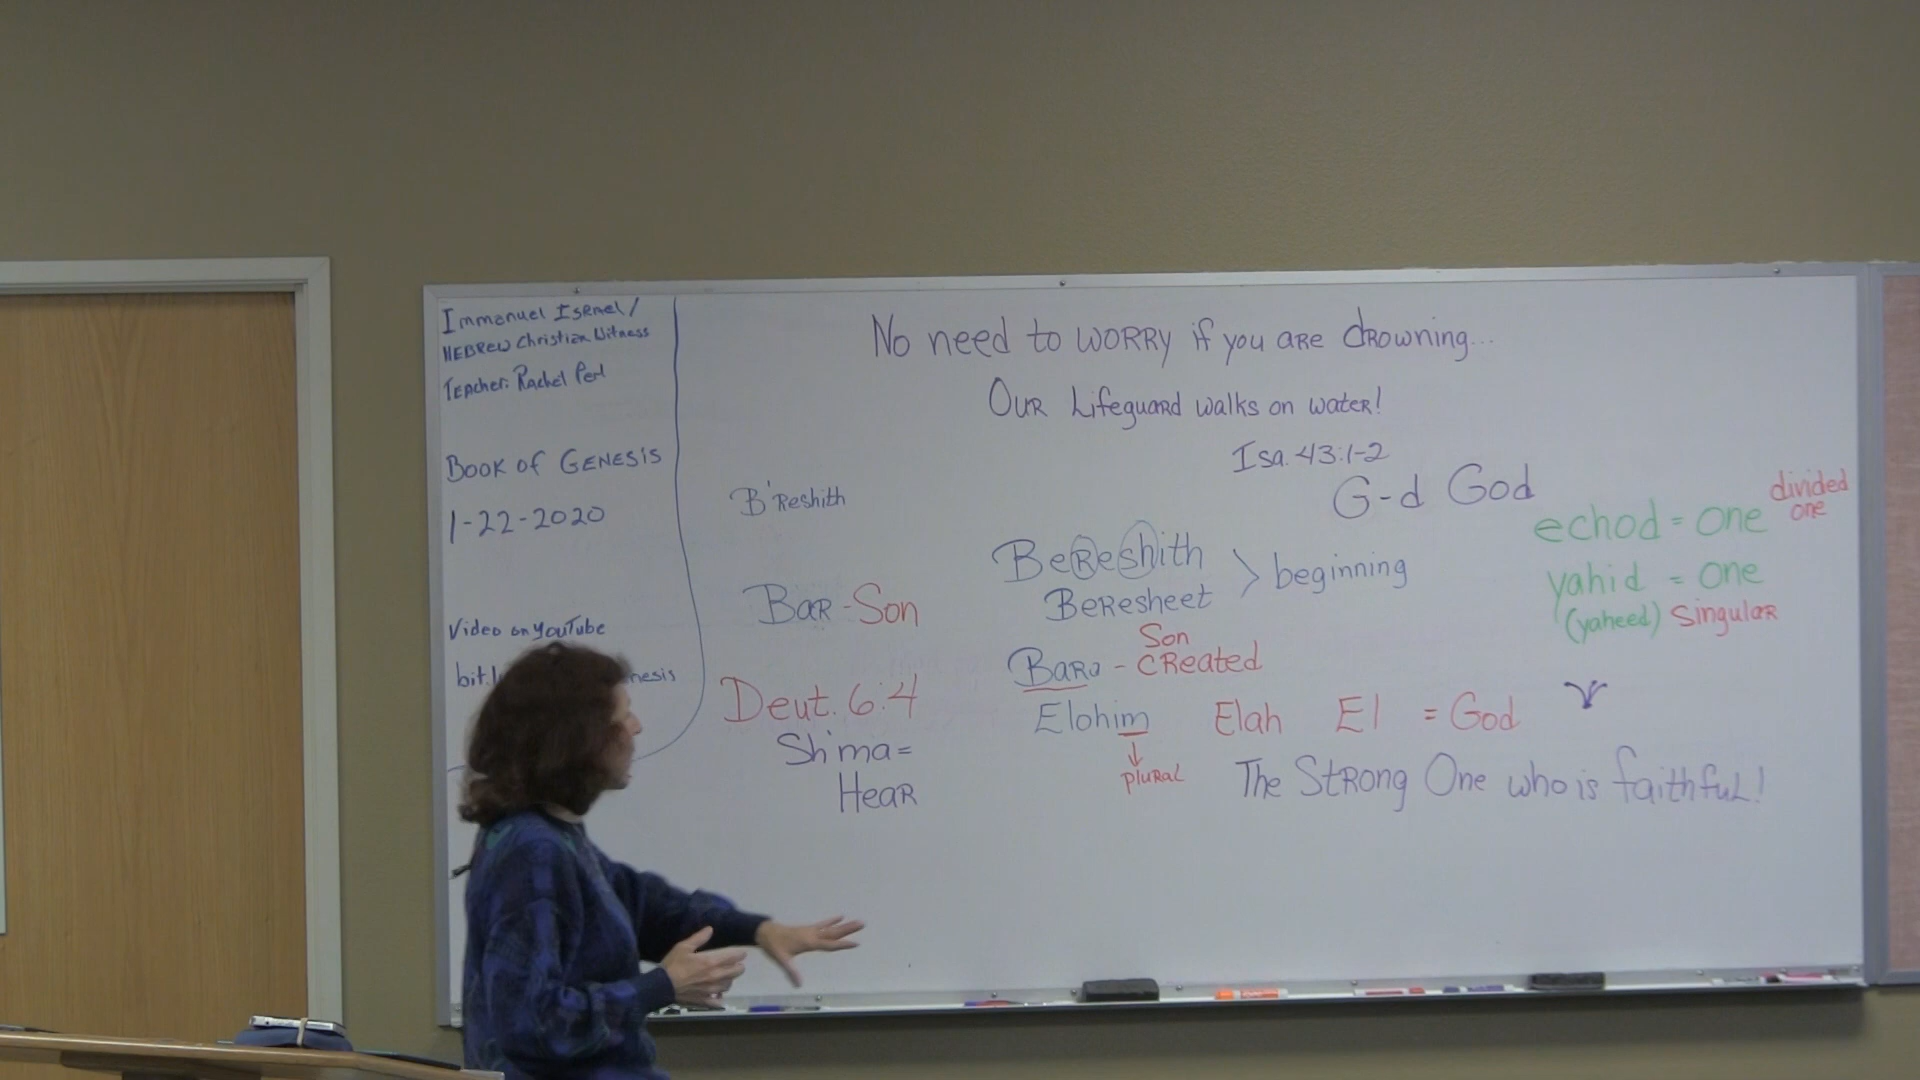 Immanuel Israel /
HEBREW Christian Witness
Teacher: Rachel Perl
BOOK OF GENESIS
1-22-2020
Video on YouTube
bit.l nesis
No need to WORRY if you are drowning...
OUR Lifeguard walks on water!
Isa. 43:1-2
G-d God
B'Reshith
BeReshith
BeResheet
> beginning
echod = one divided one
yahid = one
(yaheed) Singular
BaR - Son
Son
BaRa - CReated
Deut. 6:4
Sh'ma =
HeaR
Elohim Elah El = God
↓
pluRal
The StRong One who is faithful!